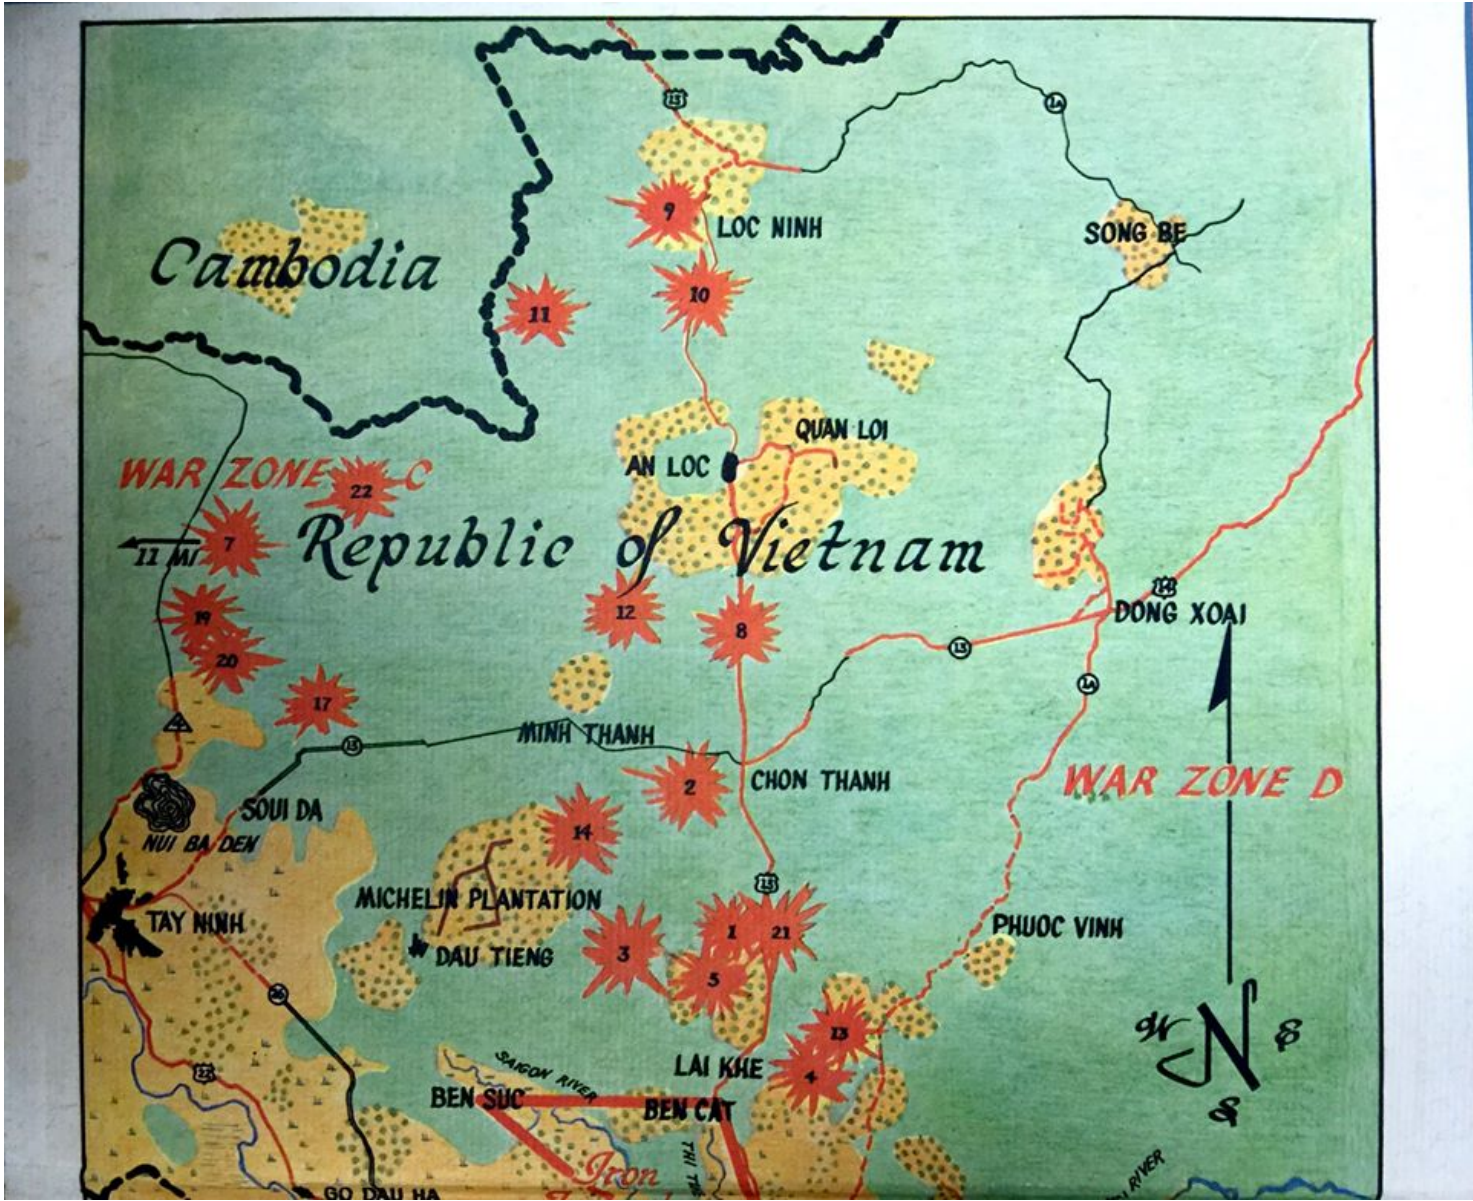 13
1A
9
LOC NINH
SONG BE
Cambodia
10
11
QUAN LOI
AN LOC
WAR ZONE C
22
7
11 MI
Republic of Vietnam
12
8
14
DONG XOAI
19
20
13
1A
17
4
13
MINH THANH
2
CHON THANH
WAR ZONE D
SOUI DA
NUI BA DEN
14
13
MICHELIN PLANTATION
TAY NINH
1
21
PHUOC VINH
3
DAU TIENG
5
26
13
N
W
S
LAI KHE
4
SAIGON RIVER
22
BEN SUC
BEN CAT
Iron
THI
RIVER
GO DAU HA